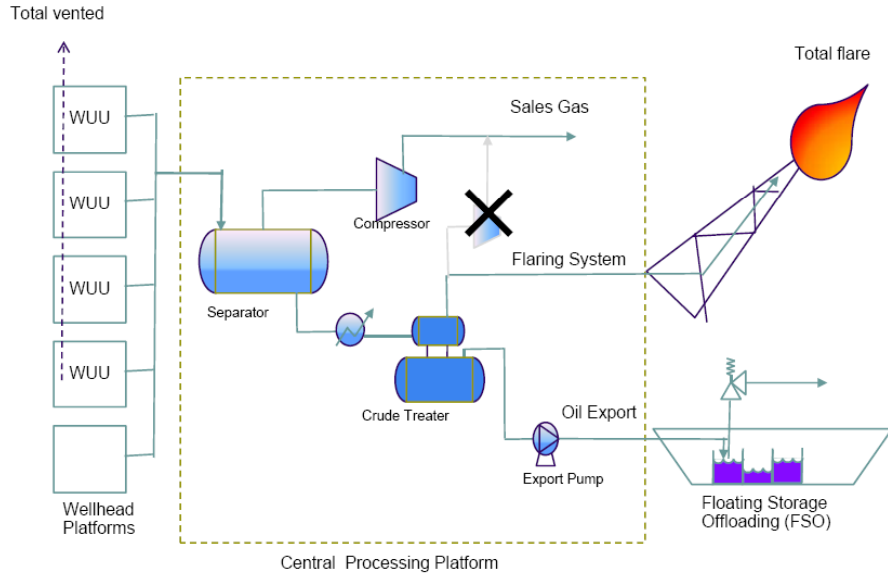 Total vented
Total flare
WUU
Sales Gas
WUU
Compressor
Flaring System
WUU
Separator
WUU
Crude Treater
Oil Export
Export Pump
Wellhead
Platforms
Floating Storage
Offloading (FSO)
Central Processing Platform